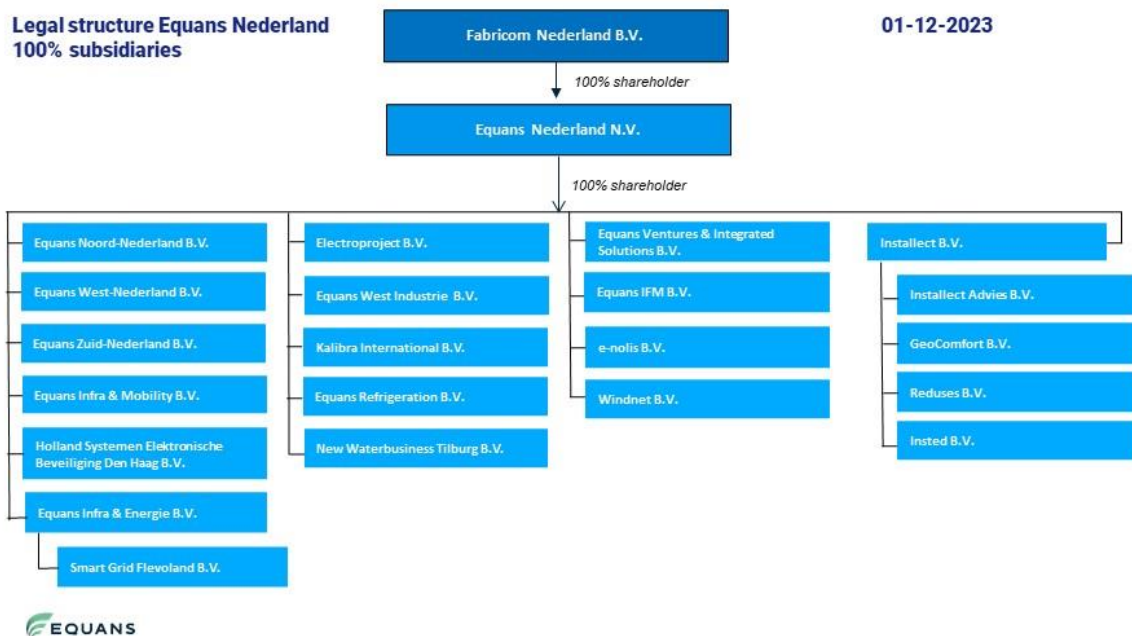 Legal structure Equans Nederland
100% subsidiaries
01-12-2023
Fabricom Nederland B.V.
100% shareholder
Equans Nederland N.V.
100% shareholder
Equans Noord-Nederland B.V.
Equans West-Nederland B.V.
Equans Zuid-Nederland B.V.
Equans Infra & Mobility B.V.
Holland Systemen Elektronische
Beveiliging Den Haag B.V.
Equans Infra & Energie B.V.
Smart Grid Flevoland B.V.
Electroproject B.V.
Equans West Industrie B.V.
Kalibra International B.V.
Equans Refrigeration B.V.
New Waterbusiness Tilburg B.V.
Equans Ventures & Integrated
Solutions B.V.
Equans IFM B.V.
e-nolis B.V.
Windnet B.V.
Installect B.V.
Installect Advies B.V.
GeoComfort B.V.
Reduses B.V.
Insted B.V.
EQUANS